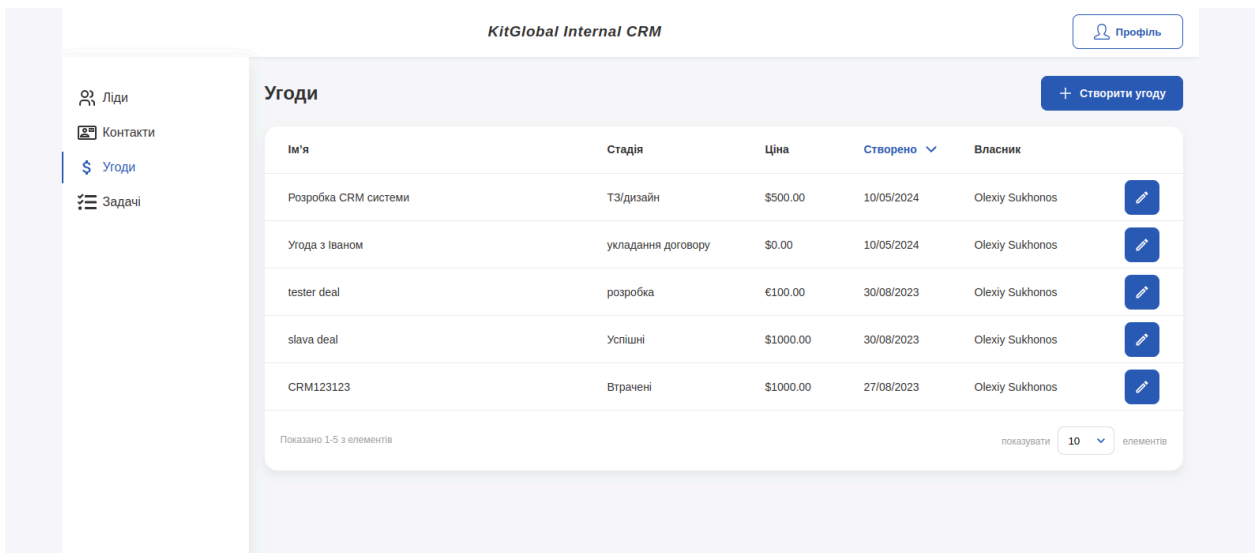 KitGlobal Internal CRM
Профіль
Ліди
Контакти
Угоди
Задачі
Угоди
Створити угоду
Ім'я Стадія Ціна Створено Власник
Розробка CRM системи ТЗ/дизайн $500.00 10/05/2024 Olexiy Sukhonos
Угода з Іваном укладання договору $0.00 10/05/2024 Olexiy Sukhonos
tester deal розробка €100.00 30/08/2023 Olexiy Sukhonos
slava deal Успішні $1000.00 30/08/2023 Olexiy Sukhonos
CRM123123 Втрачені $1000.00 27/08/2023 Olexiy Sukhonos
Показано 1-5 з елементів
показувати 10 елементів